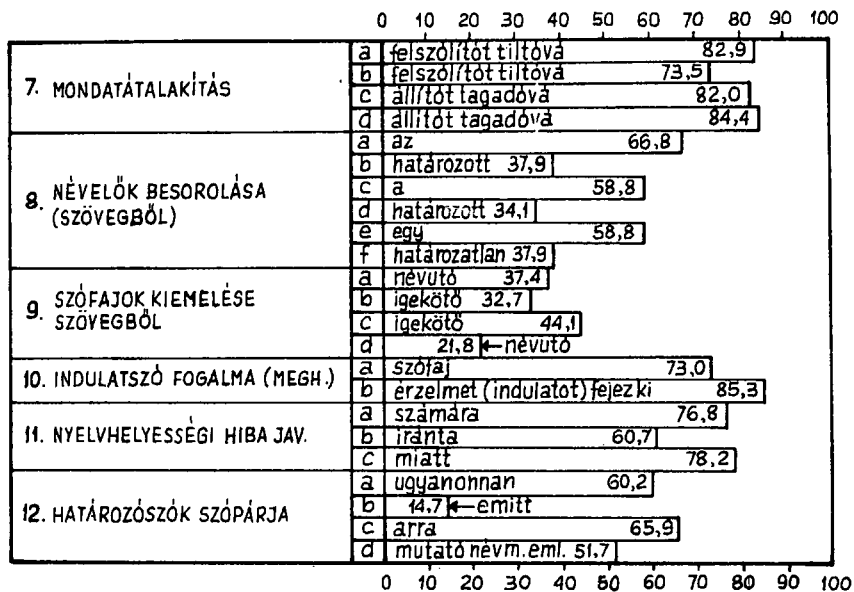 0 10 20 30 40 50 60 70 80 90 100
7. MONDATÁTALAKÍTÁS
a felszólítót tiltóvá 82,9
b felszólítót tiltóvá 73,5
c állítót tagadóvá 82,0
d állítót tagadóvá 84,4
8. NÉVELŐK BESOROLÁSA
(SZÖVEGBŐL)
a az 66,8
b határozott 37,9
c a 58,8
d határozott 34,1
e egy 58,8
f határozatlan 37,9
9. SZÓFAJOK KIEMELÉSE
SZÖVEGBŐL
a névutó 37,4
b igekötő 32,7
c igekötő 44,1
d 21,8 ←névutó
10. INDULATSZÓ FOGALMA (MEGH.)
a szófaj 73,0
b érzelmet (indulatot) fejez ki 85,3
11. NYELVHELYESSÉGI HIBA JAV.
a számára 76,8
b iránta 60,7
c miatt 78,2
12. HATÁROZÓSZÓK SZÓPÁRJA
a ugyanonnan 60,2
b 14,7 ←emitt
c arra 65,9
d mutató névm. eml. 51,7
0 10 20 30 40 50 60 70 80 90 100